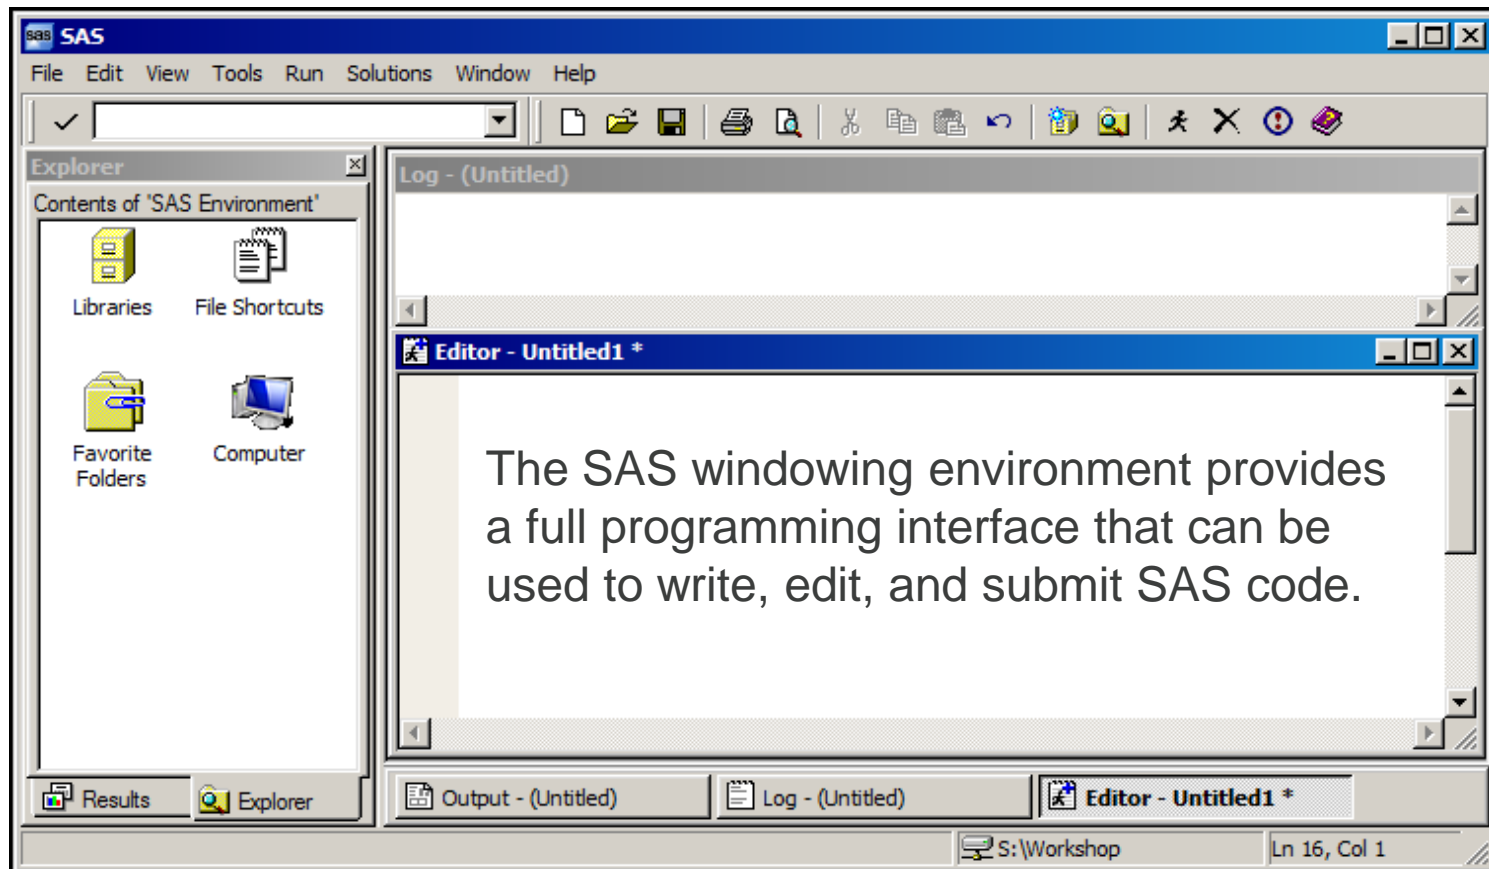 sas SAS
File Edit View Tools Run Solutions Window Help
Explorer
Contents of 'SAS Environment'
Libraries File Shortcuts
Favorite Folders
Computer
Results Explorer
Log - (Untitled)
Editor - Untitled1 *
The SAS windowing environment provides
a full programming interface that can be
used to write, edit, and submit SAS code.
Output - (Untitled) Log - (Untitled) Editor - Untitled1 *
S:\Workshop Ln 16, Col 1